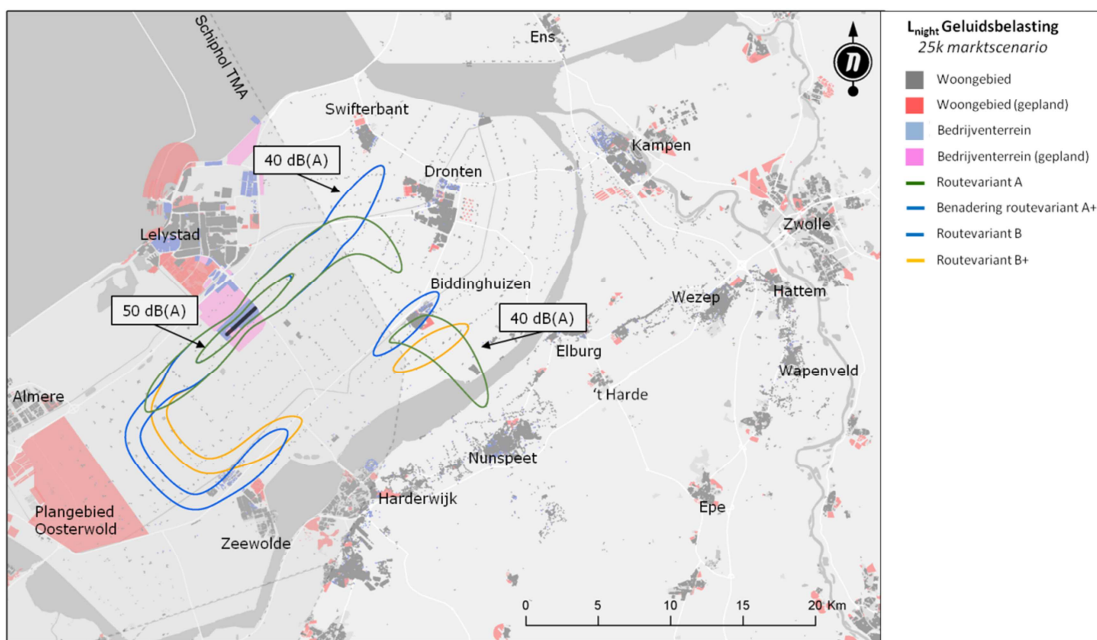 Schiphol TMA
Ens
Swifterbant
40 dB(A)
Dronten
Kampen
Zwolle
Lelystad
Biddinghuizen
Hattem
Wezep
50 dB(A)
40 dB(A)
Elburg
Wapenveld
Almere
't Harde
Nunspeet
Harderwijk
Epe
Plangebied
Oosterwold
Zeewolde
0 5 10 15 20 Km
N
Lnight Geluidsbelasting
25k marktscenario
Woongebied
Woongebied (gepland)
Bedrijventerrein
Bedrijventerrein (gepland)
Routevariant A
Benadering routevariant A+
Routevariant B
Routevariant B+